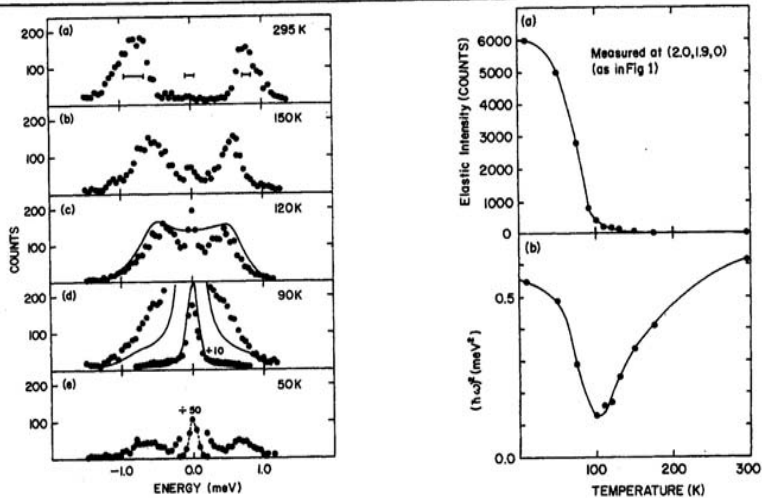 (a)
295 K
200
100
(b)
150K
200
100
(c)
120K
200
100
(d)
90K
200
100
÷10
(e)
50K
200
100
÷ 50
COUNTS
-1.0
0.0
1.0
ENERGY (meV)
(a)
Measured at (2.0,1.9,0)
(as in Fig 1)
6000
5000
4000
3000
2000
1000
0
Elastic Intensity (COUNTS)
(b)
0.5
0.0
(ħω)² (meV²)
100
200
300
TEMPERATURE (K)